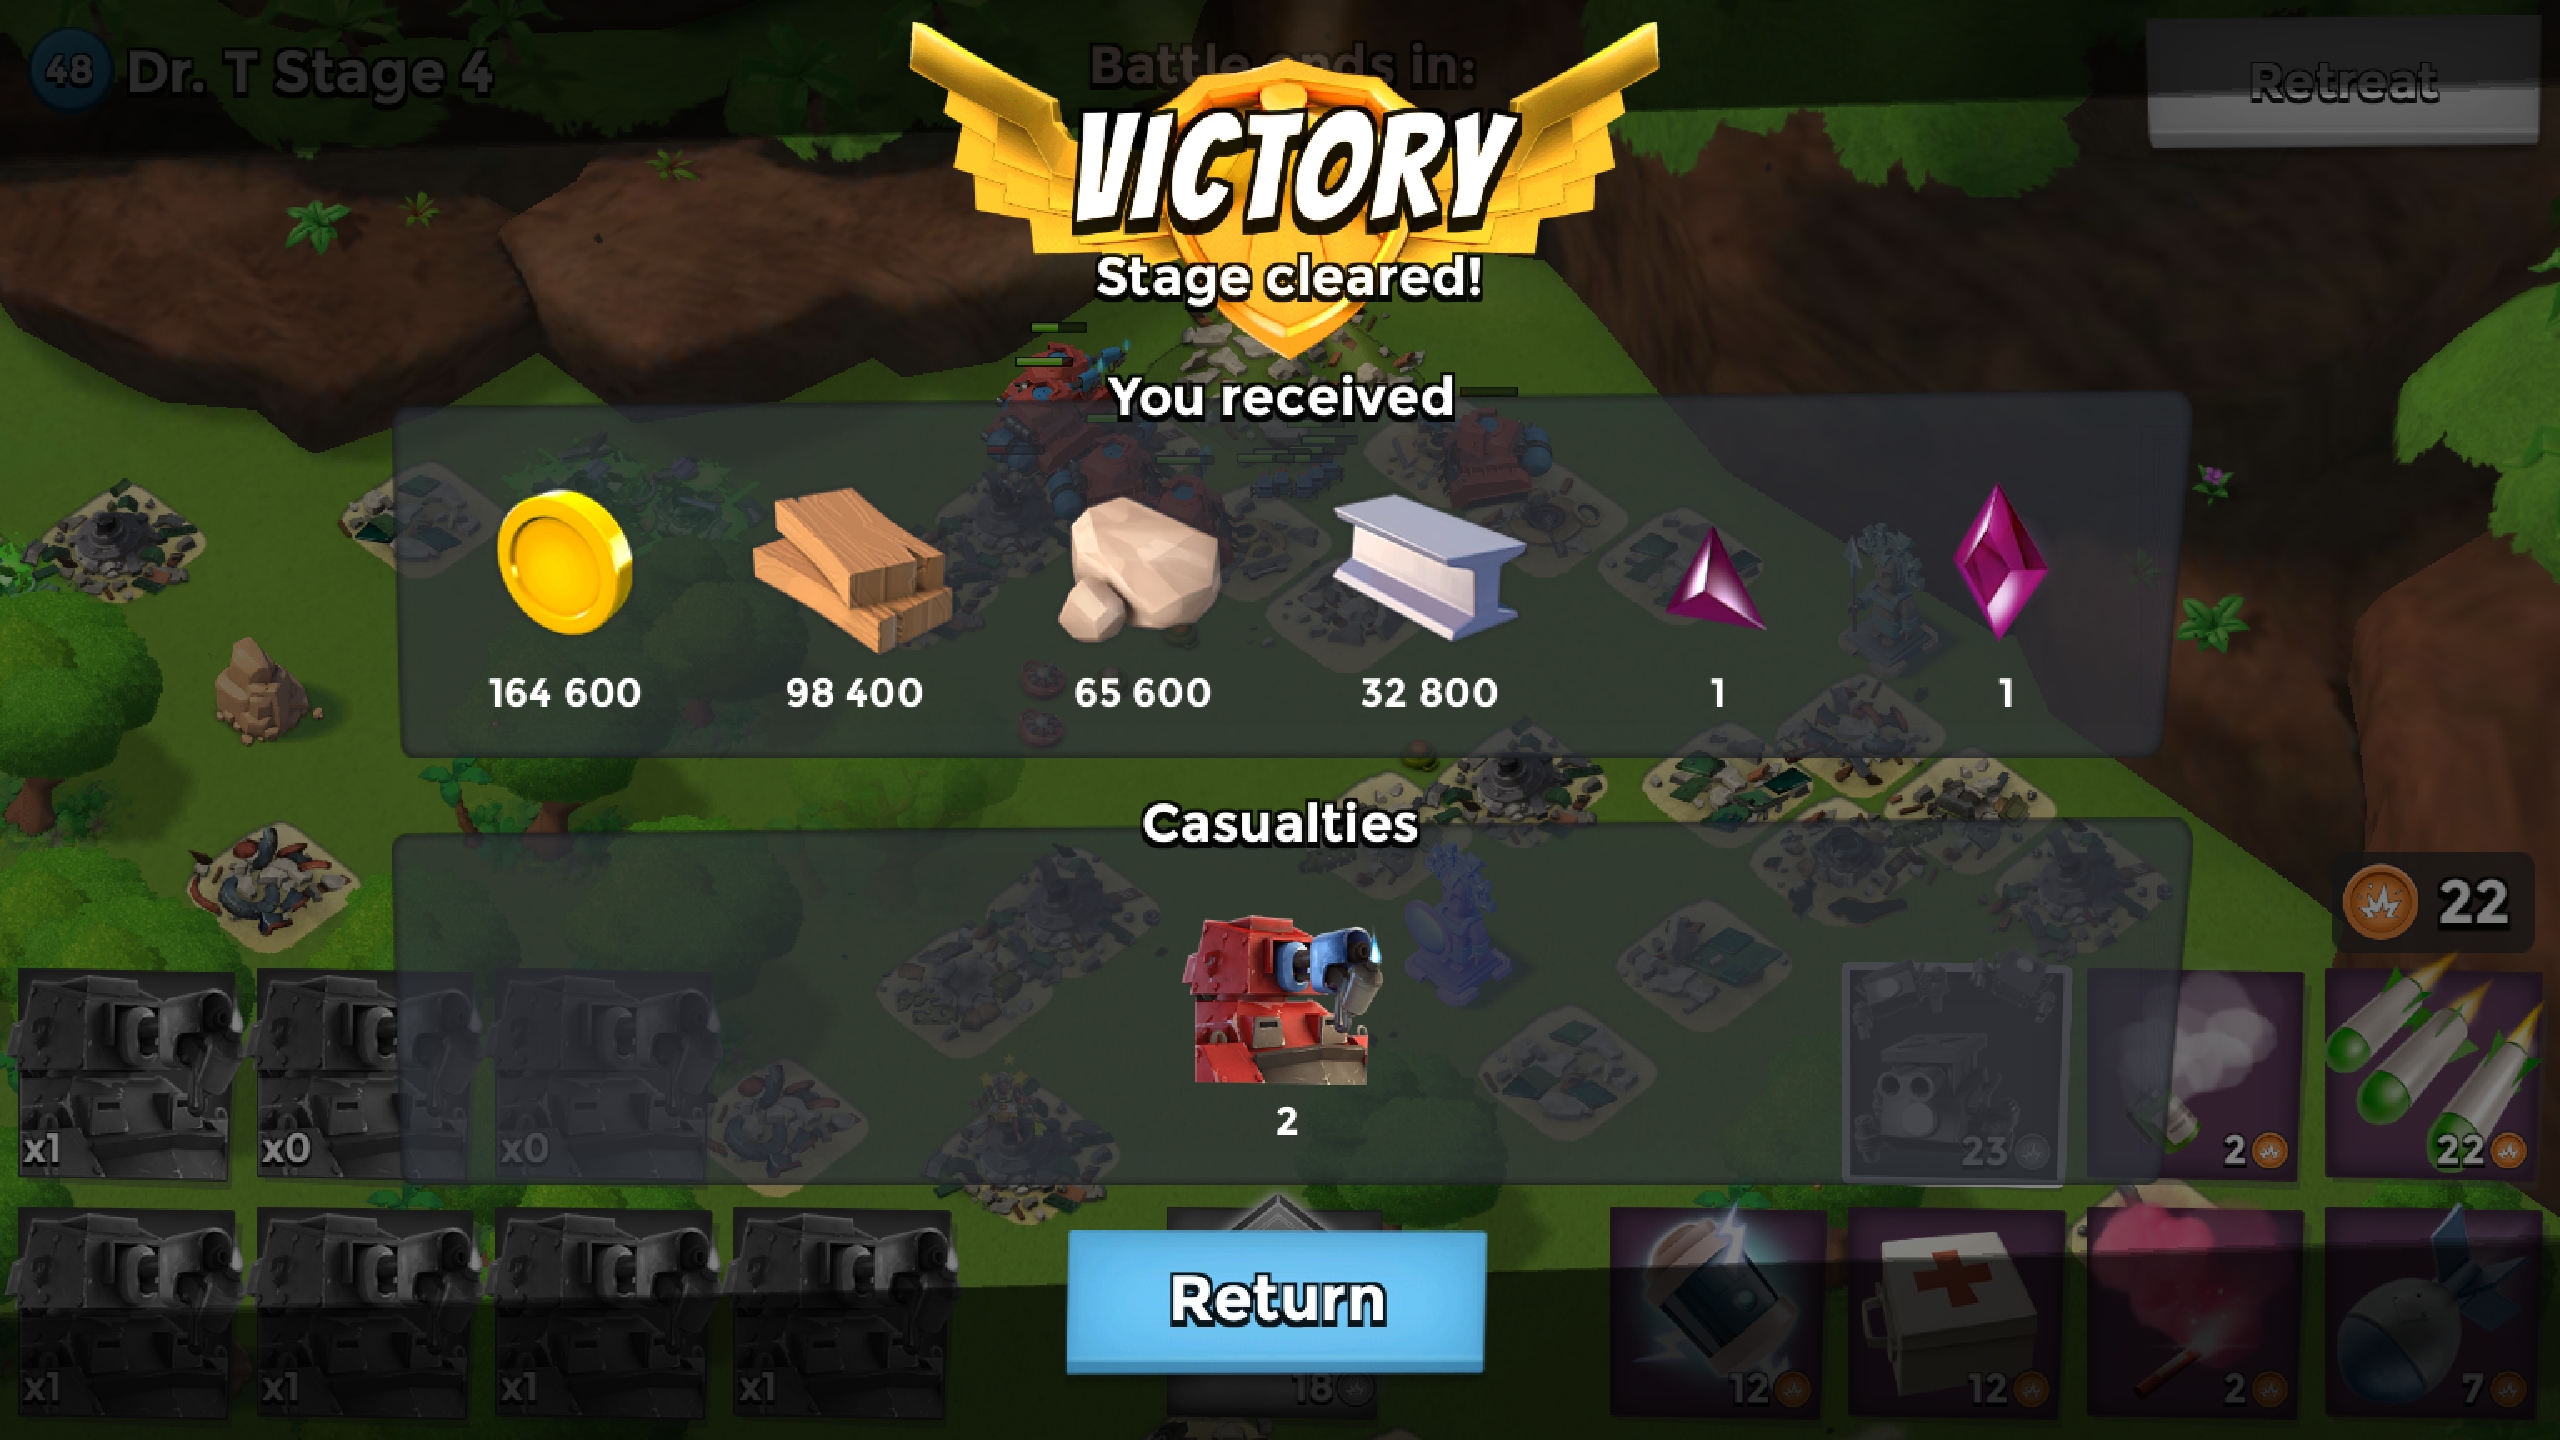 48 Dr. T Stage 4
Battle ends in:
Retreat
VICTORY
Stage cleared!
You received
164 600 98 400 65 600 32 800 1 1
Casualties
22
2
x1 x0 x0 23 2 22
Return
x1 x1 x1 x1 18 12 12 2 7